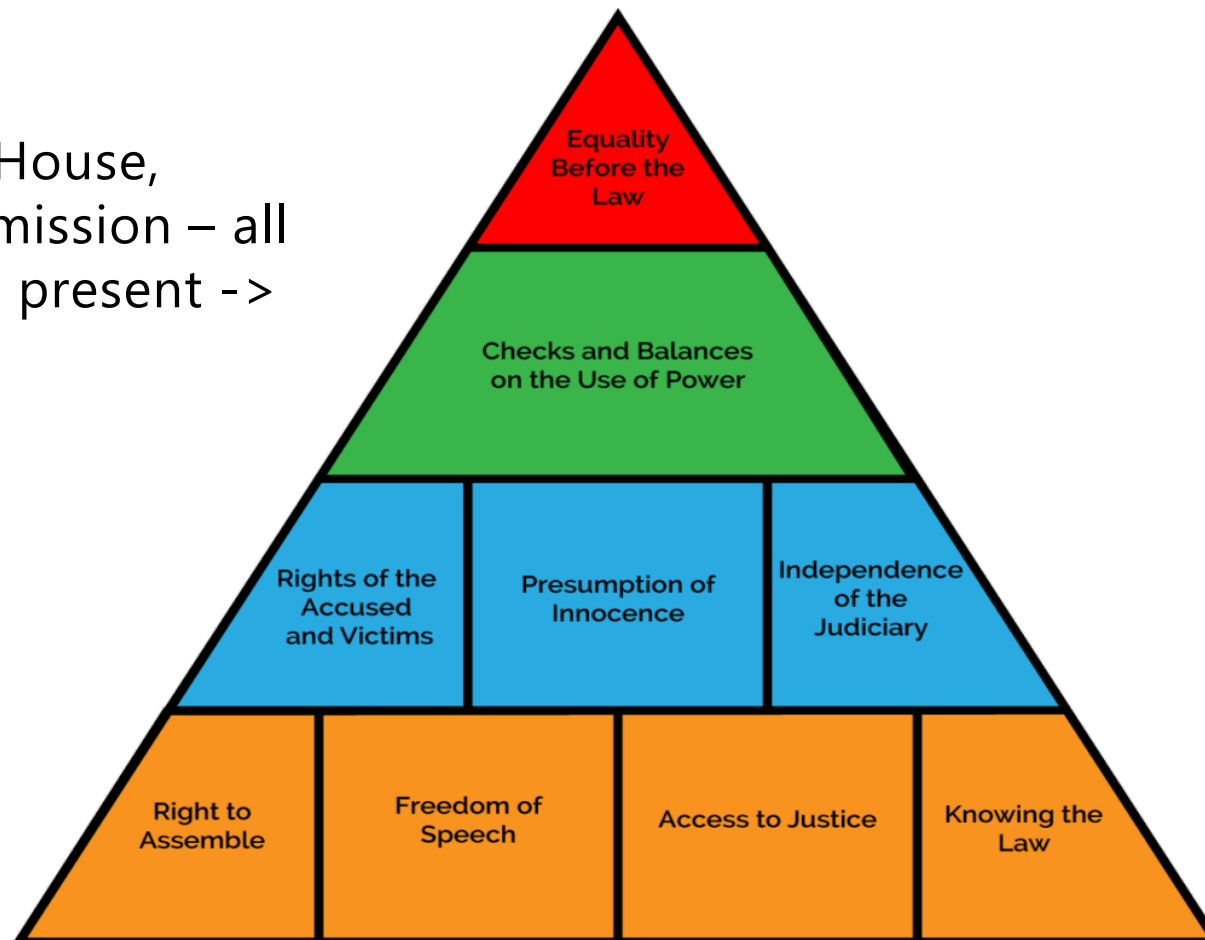 House,
mission – all
present ->
Equality
Before the
Law
Checks and Balances
on the Use of Power
Rights of the
Accused
and Victims
Presumption of
Innocence
Independence
of the
Judiciary
Right to
Assemble
Freedom of
Speech
Access to Justice
Knowing the
Law